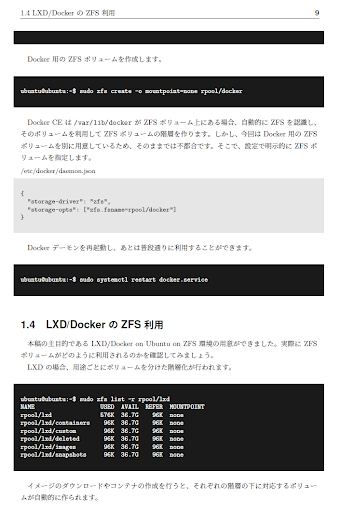 1.4 LXD/Docker の ZFS 利用 9
Docker 用の ZFS ボリュームを作成します。
ubuntu@ubuntu:~$ sudo zfs create -o mountpoint=none rpool/docker
Docker CE は /var/lib/docker が ZFS ボリューム上にある場合、自動的に ZFS を認識し、
そのボリュームを利用して ZFS ボリュームの階層を作ります。しかし、今回は Docker 用の ZFS
ボリュームを別に用意しているため、そのままでは不都合です。そこで、設定で明示的に ZFS ボ
リュームを指定します。
/etc/docker/daemon.json
{
"storage-driver": "zfs",
"storage-opts": ["zfs.fsname=rpool/docker"]
}
Docker デーモンを再起動し、あとは普段通りに利用することができます。
ubuntu@ubuntu:~$ sudo systemctl restart docker.service
1.4 LXD/Docker の ZFS 利用
本稿の主目的である LXD/Docker on Ubuntu on ZFS 環境の用意ができました。実際に ZFS
ボリュームがどのように利用されるのかを確認してみましょう。
LXD の場合、用途ごとにボリュームを分けた階層化が行われます。
ubuntu@ubuntu:~$ sudo zfs list -r rpool/lxd
NAME USED AVAIL REFER MOUNTPOINT
rpool/lxd 576K 36.7G 96K none
rpool/lxd/containers 96K 36.7G 96K none
rpool/lxd/custom 96K 36.7G 96K none
rpool/lxd/deleted 96K 36.7G 96K none
rpool/lxd/images 96K 36.7G 96K none
rpool/lxd/snapshots 96K 36.7G 96K none
イメージのダウンロードやコンテナの作成を行うと、それぞれの階層の下に対応するボリュー
ムが自動的に作られます。